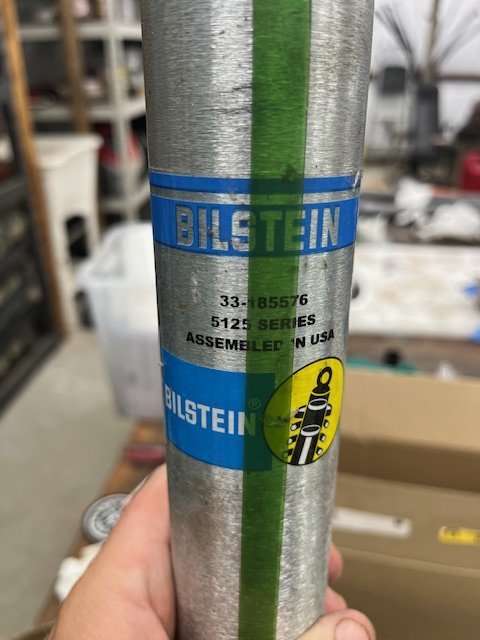 BILSTEIN
33-185576
5125 SERIES
ASSEMBLED IN USA
BILSTEIN®